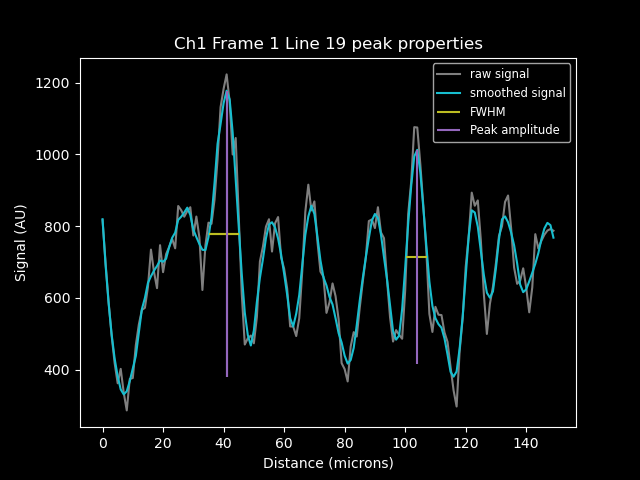 Ch1 Frame 1 Line 19 peak properties
raw signal
smoothed signal
FWHM
Peak amplitude
Signal (AU)
1200
1000
800
600
400
0 20 40 60 80 100 120 140
Distance (microns)